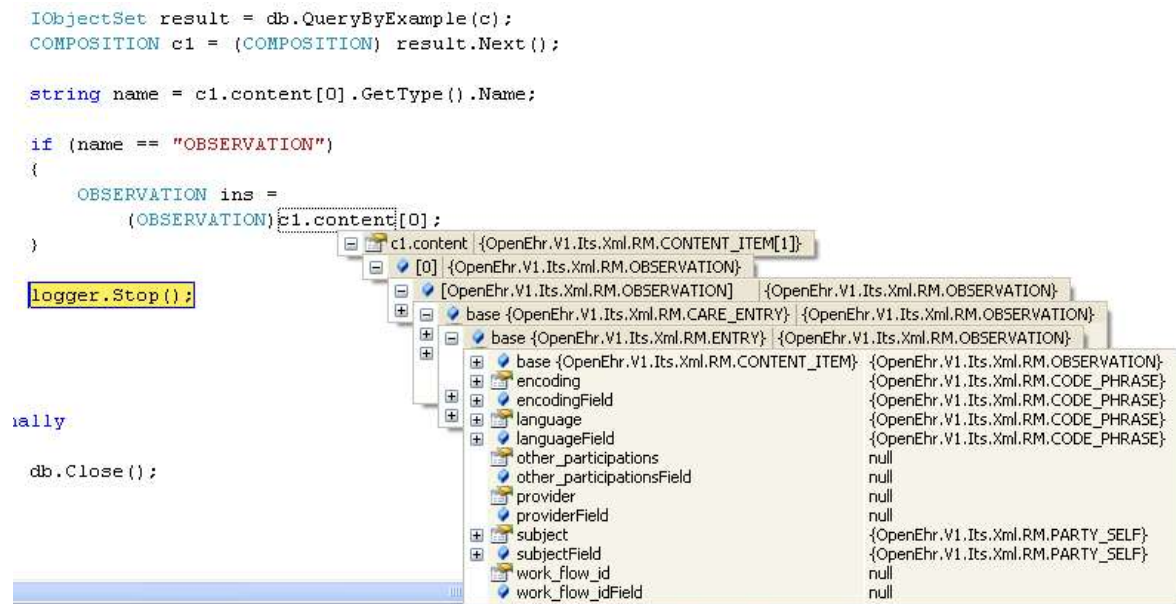 IObjectSet result = db.QueryByExample(c);
COMPOSITION c1 = (COMPOSITION) result.Next();
string name = c1.content[0].GetType().Name;
if (name == "OBSERVATION")
{
OBSERVATION ins =
(OBSERVATION)c1.content[0];
}
c1.content {OpenEhr.V1.Its.Xml.RM.CONTENT_ITEM[1]}
[0] {OpenEhr.V1.Its.Xml.RM.OBSERVATION}
logger.Stop();
[OpenEhr.V1.Its.Xml.RM.OBSERVATION] {OpenEhr.V1.Its.Xml.RM.OBSERVATION}
base {OpenEhr.V1.Its.Xml.RM.CARE_ENTRY} {OpenEhr.V1.Its.Xml.RM.OBSERVATION}
base {OpenEhr.V1.Its.Xml.RM.ENTRY} {OpenEhr.V1.Its.Xml.RM.OBSERVATION}
base {OpenEhr.V1.Its.Xml.RM.CONTENT_ITEM} {OpenEhr.V1.Its.Xml.RM.OBSERVATION}
encoding {OpenEhr.V1.Its.Xml.RM.CODE_PHRASE}
encodingField {OpenEhr.V1.Its.Xml.RM.CODE_PHRASE}
language {OpenEhr.V1.Its.Xml.RM.CODE_PHRASE}
languageField {OpenEhr.V1.Its.Xml.RM.CODE_PHRASE}
other_participations null
other_participationsField null
provider null
providerField null
subject {OpenEhr.V1.Its.Xml.RM.PARTY_SELF}
subjectField {OpenEhr.V1.Its.Xml.RM.PARTY_SELF}
work_flow_id null
work_flow_idField null
nally
db.Close();